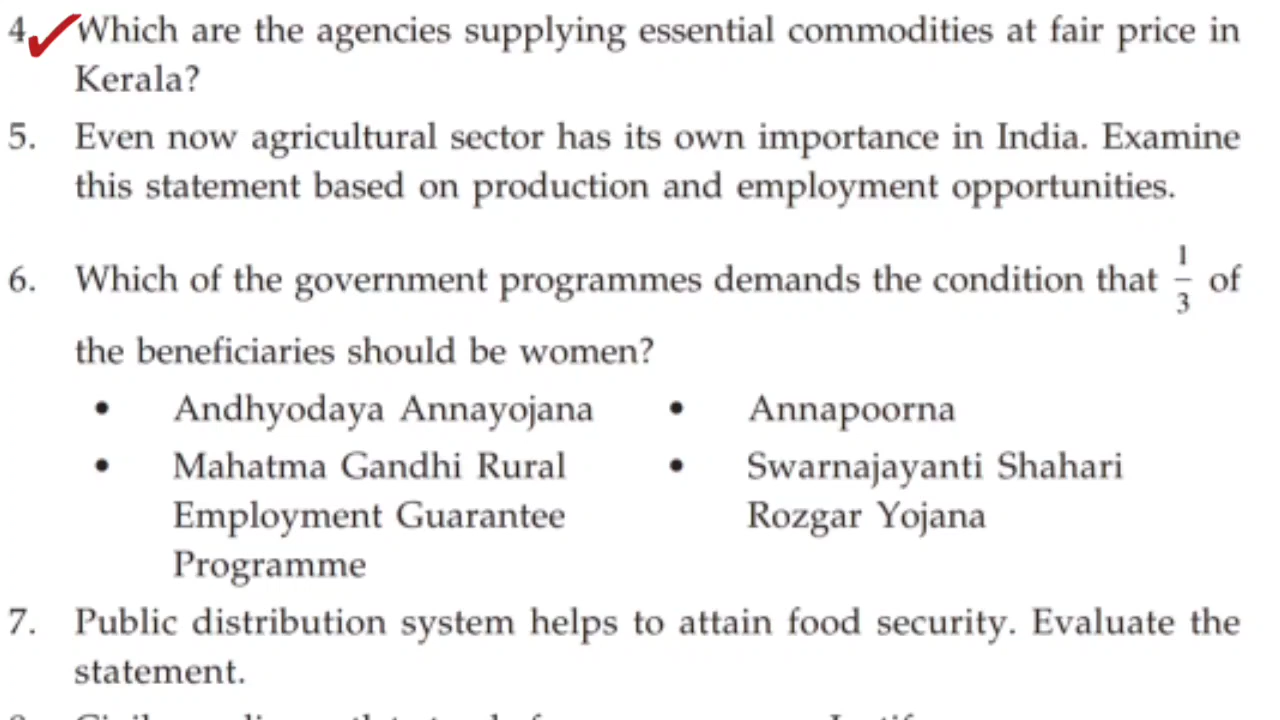 4. Which are the agencies supplying essential commodities at fair price in
Kerala?
5. Even now agricultural sector has its own importance in India. Examine
this statement based on production and employment opportunities.
6. Which of the government programmes demands the condition that 1/3 of
the beneficiaries should be women?
• Andhyodaya Annayojana • Annapoorna
• Mahatma Gandhi Rural • Swarnajayanti Shahari
Employment Guarantee Rozgar Yojana
Programme
7. Public distribution system helps to attain food security. Evaluate the
statement.